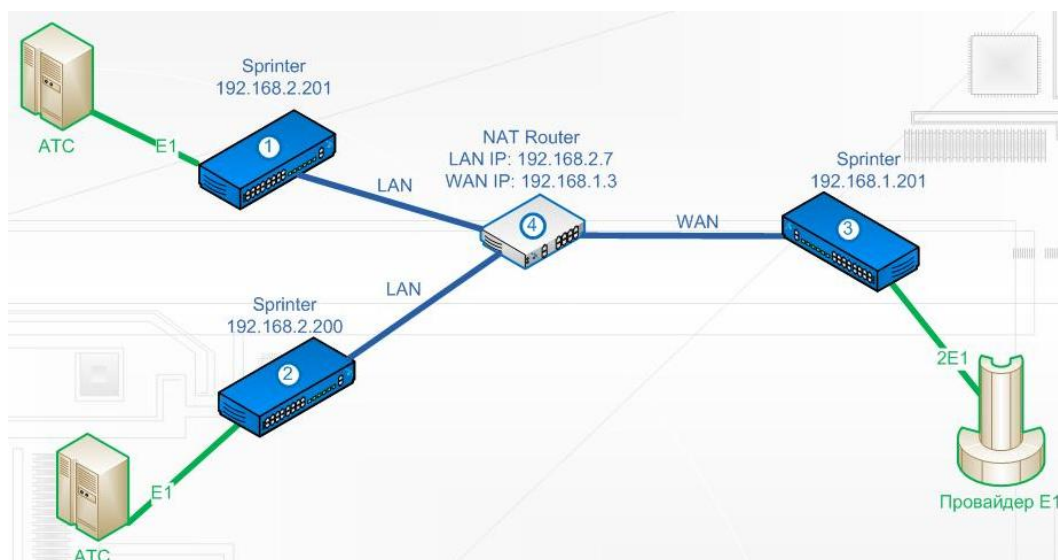 Sprinter
192.168.2.201
АТС
E1
1
LAN
NAT Router
LAN IP: 192.168.2.7
WAN IP: 192.168.1.3
4
WAN
Sprinter
192.168.1.201
3
LAN
Sprinter
192.168.2.200
2
2E1
E1
АТС
Провайдер E1